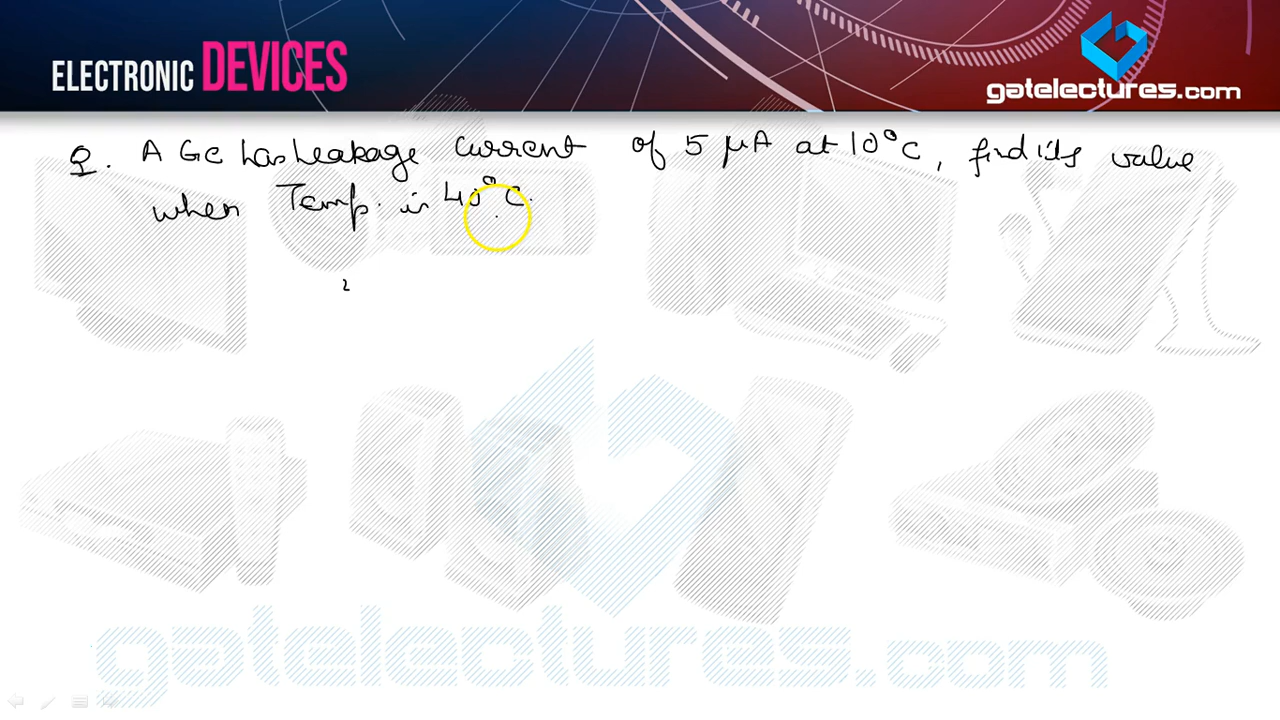 ELECTRONIC DEVICES
gatelectures.com
Q. A Ge has Leakage current of 5 μA at 10°C, find its value
when Temp. is 40°C.
2
gatelectures.com